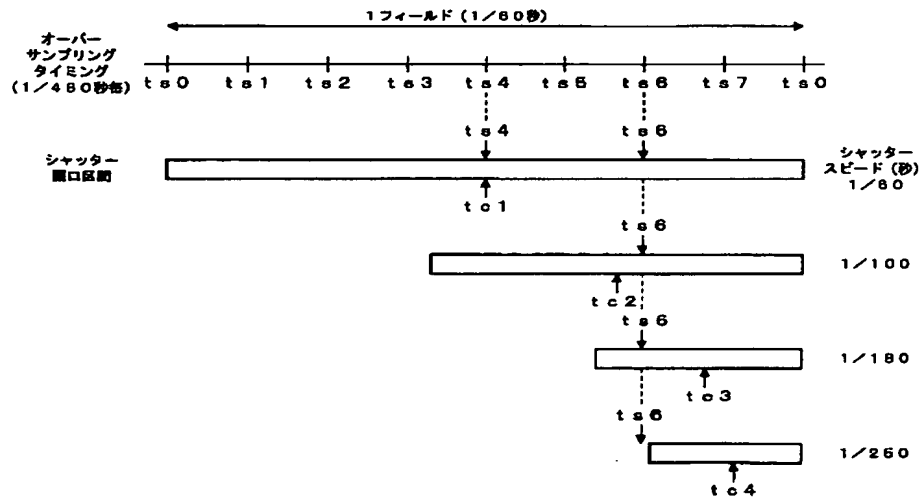 1フィールド(1/60秒)
オーバー
サンプリング
タイミング
(1/480秒毎)
ts0 ts1 ts2 ts3 ts4 ts5 ts6 ts7 ts0
ts4 ts6
シャッター
開口区間
シャッター
スピード(秒)
1/60
tc1
ts6
1/100
tc2
ts6
1/180
tc3
ts6
1/250
tc4